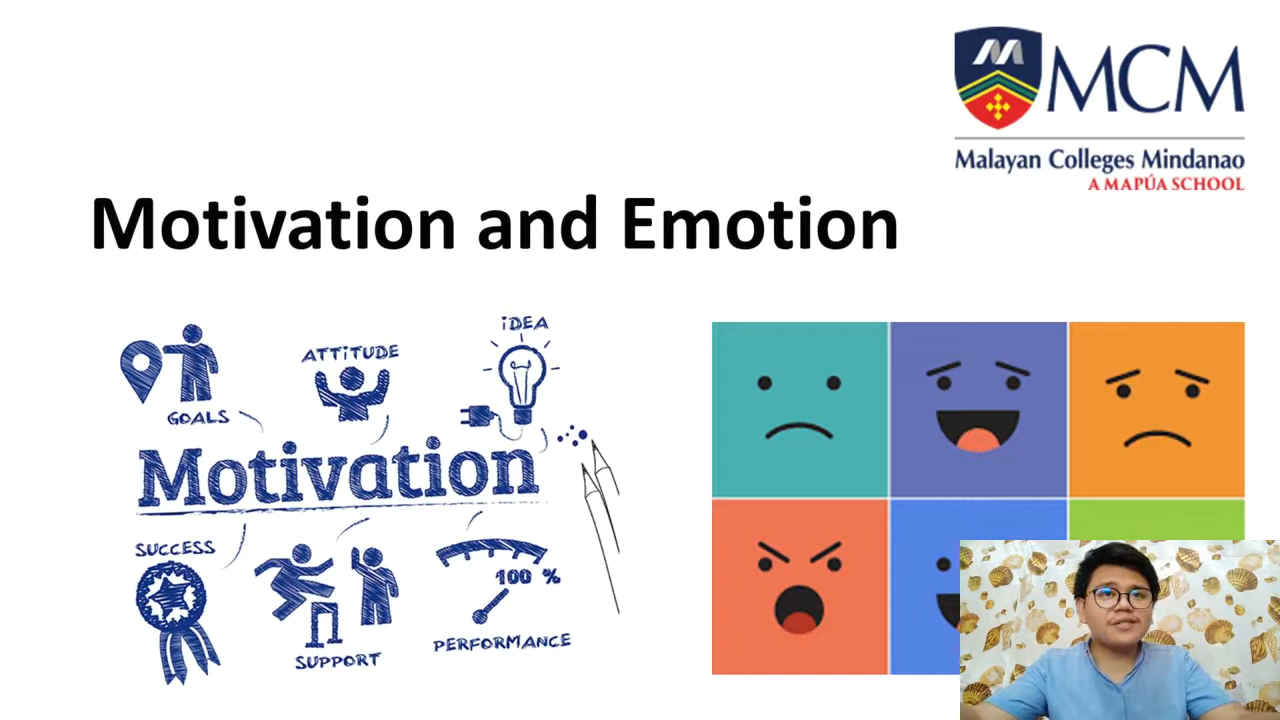 MCM
Malayan Colleges Mindanao
A MAPÚA SCHOOL
Motivation and Emotion
iDEA
ATTiTUDE
GOALS
Motivation
SUCCESS
100 %
SUPPORT
PERFORMANCE